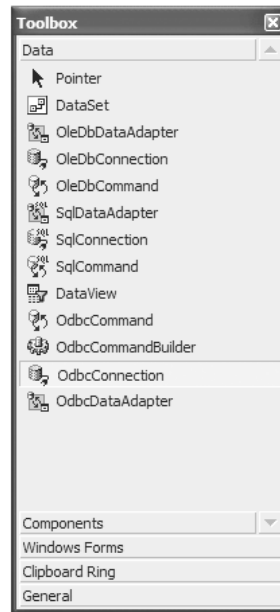 Toolbox
Data
Pointer
DataSet
OleDbDataAdapter
OleDbConnection
OleDbCommand
SqlDataAdapter
SqlConnection
SqlCommand
DataView
OdbcCommand
OdbcCommandBuilder
OdbcConnection
OdbcDataAdapter
Components
Windows Forms
Clipboard Ring
General